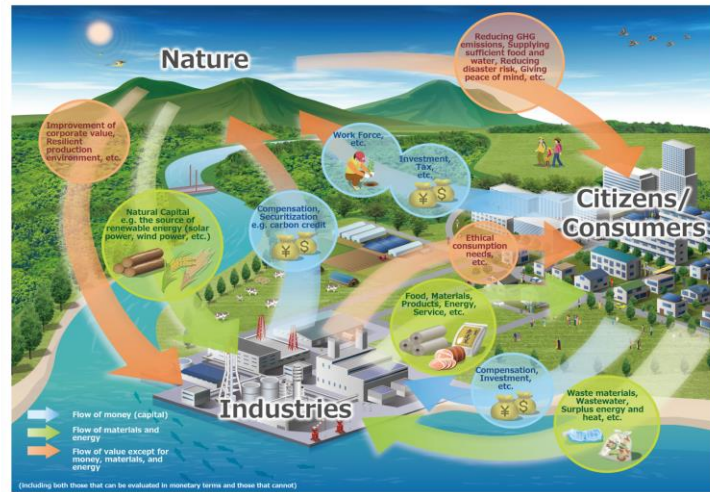 Nature
Reducing GHG
emissions, Supplying
sufficient food and
water, Reducing
disaster risk, Giving
peace of mind, etc.
Improvement of
corporate value,
Resilient
production
environment, etc.
Work Force,
etc.
Investment,
Tax,
etc.
Citizens/
Consumers
Natural Capital
e.g. the source of
renewable energy (solar
power, wind power, etc.)
Compensation,
Securitization
e.g. carbon credit
¥ $
¥ $
Ethical
consumption
needs,
etc.
Food, Materials,
Products, Energy,
Service, etc.
Industries
Compensation,
Investment,
etc.
¥ $
Waste materials,
Wastewater,
Surplus energy and
heat, etc.
Flow of money (capital)
Flow of materials and
energy
Flow of value except for
money, materials, and
energy
(Including both those that can be evaluated in monetary terms and those that cannot)